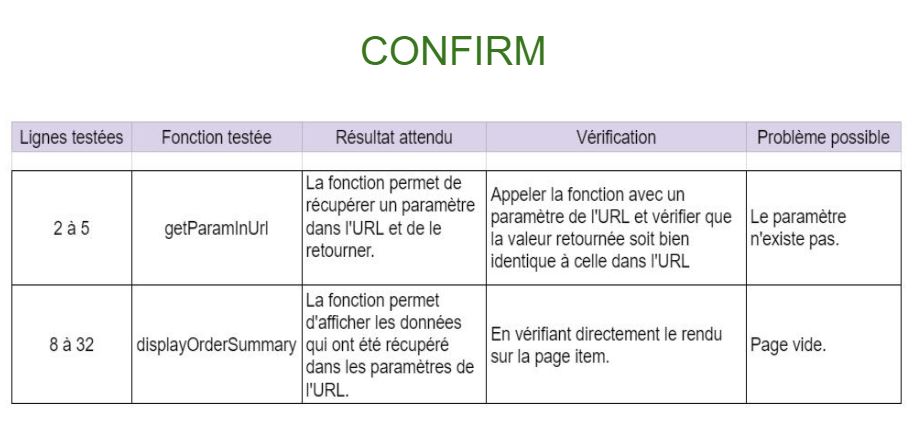 CONFIRM
Lignes testées
Fonction testée
Résultat attendu
Vérification
Problème possible
2 à 5
getParamInUrl
La fonction permet de
récupérer un paramètre
dans l'URL et de le
retourner.
Appeler la fonction avec un
paramètre de l'URL et vérifier que
la valeur retournée soit bien
identique à celle dans l'URL
Le paramètre
n'existe pas.
8 à 32
displayOrderSummary
La fonction permet
d'afficher les données
qui ont été récupéré
dans les paramètres de
l'URL.
En vérifiant directement le rendu
sur la page item.
Page vide.